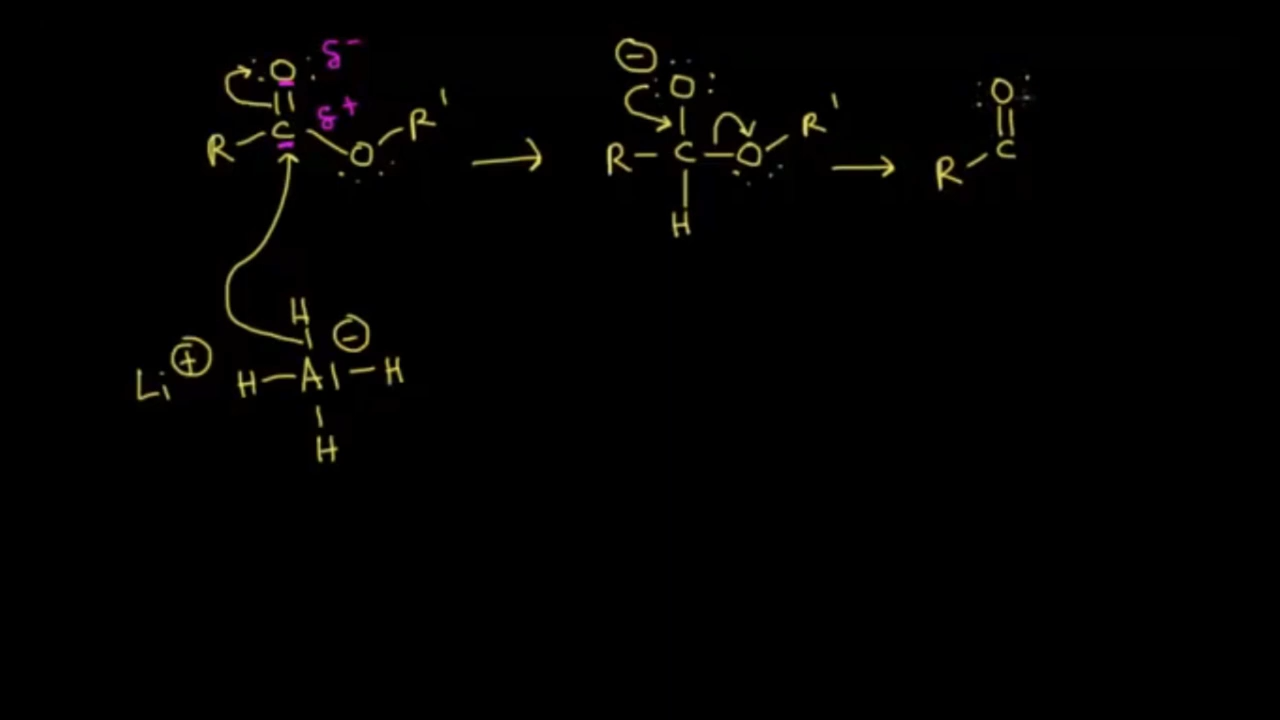 O δ− ⊖ O O
R C δ+ O R' → R C O R' → R C
H
H ⊖
Li ⊕ H Al H
H